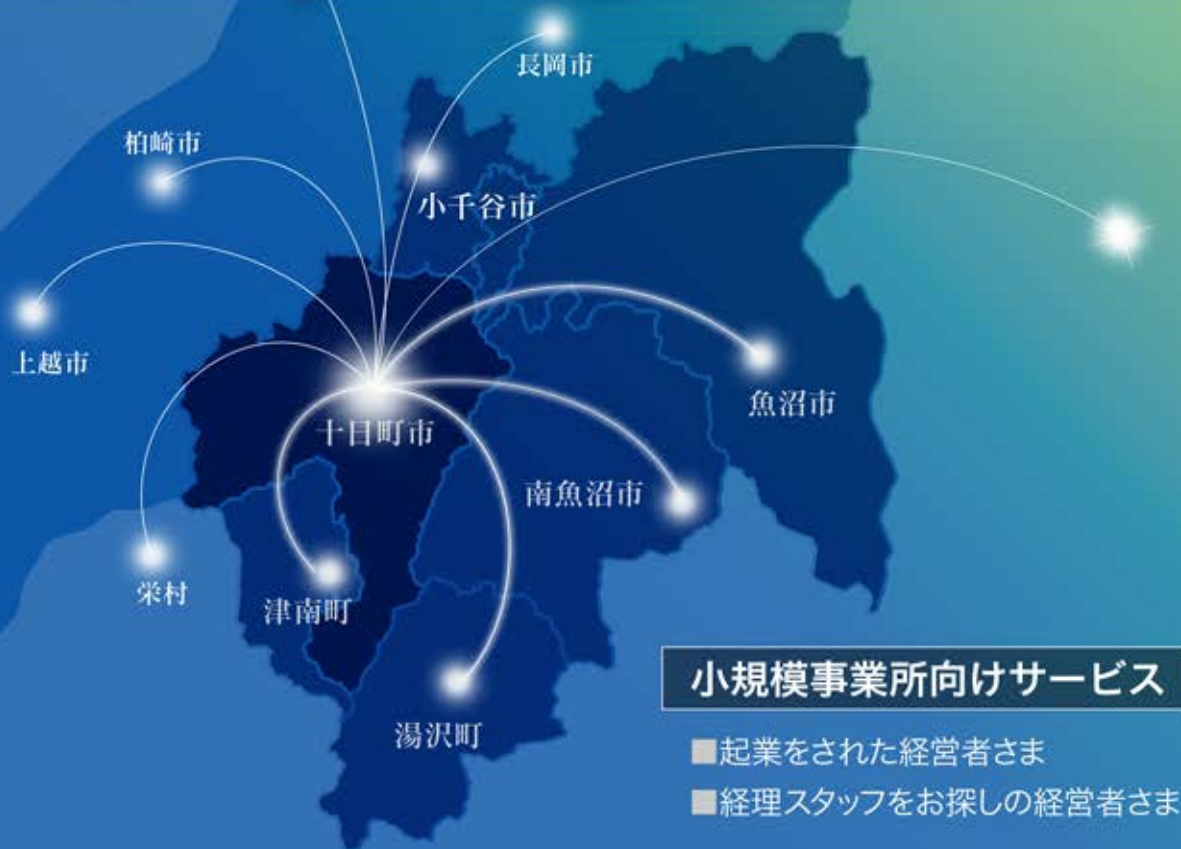 長岡市
柏崎市
小千谷市
上越市
魚沼市
十日町市
南魚沼市
栄村
津南町
湯沢町
小規模事業所向けサービス
■起業をされた経営者さま
■経理スタッフをお探しの経営者さま